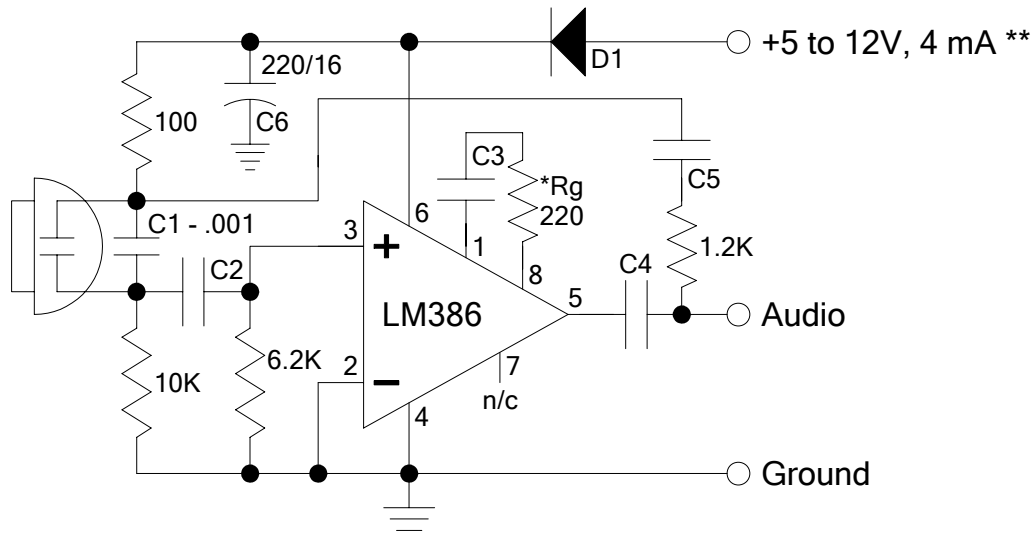 +5 to 12V, 4 mA **
D1
220/16
C6
100
C3
*Rg
220
C5
1.2K
C1 - .001
C2
3
+
6
1
8
LM386
5
C4
Audio
2
−
7
n/c
4
10K
6.2K
Ground